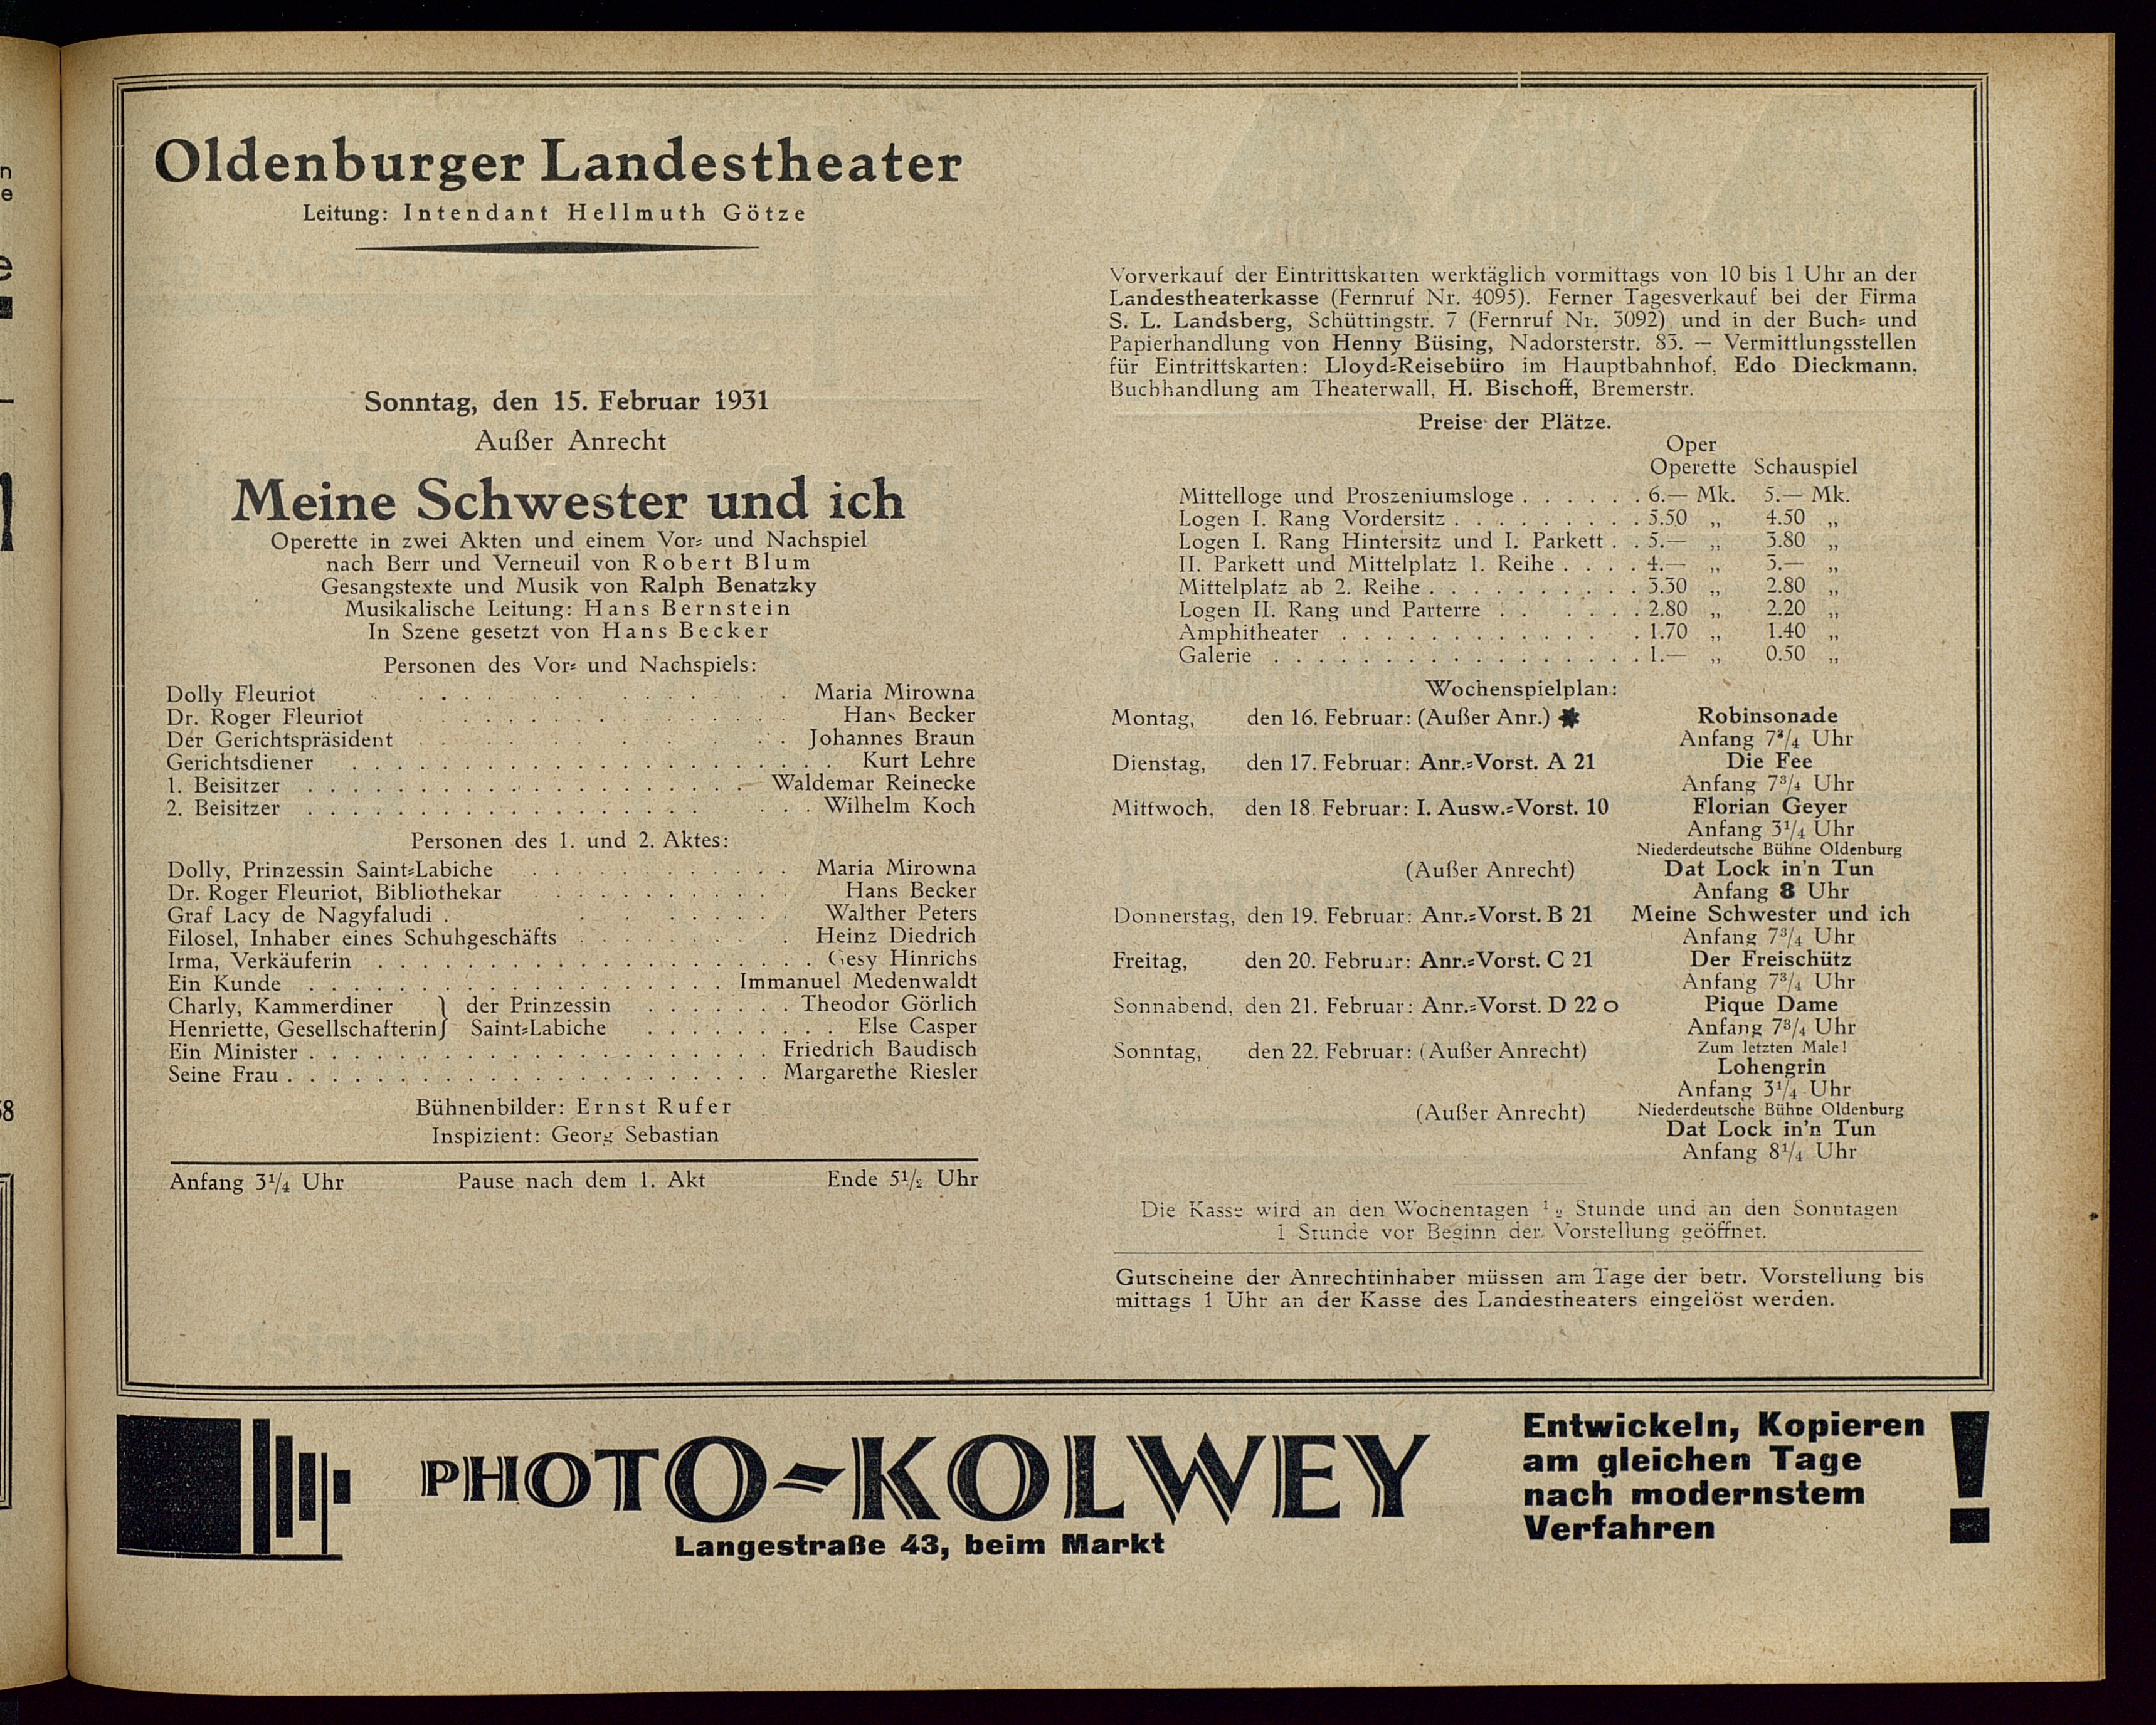 Oldenburger Landestheater
Leitung: Intendant Hellmuth Götze
Sonntag, den 15. Februar 1931
Außer Anrecht
Meine Schwester und ich
Operette in zwei Akten und einem Vor= und Nachspiel
nach Berr und Verneuil von Robert Blum
Gesangstexte und Musik von Ralph Benatzky
Musikalische Leitung: Hans Bernstein
In Szene gesetzt von Hans Becker
Personen des Vor= und Nachspiels:
Dolly Fleuriot . . . . . . . . . . . . . Maria Mirowna
Dr. Roger Fleuriot . . . . . . . . . . . . . Hans Becker
Der Gerichtspräsident . . . . . . . . . . Johannes Braun
Gerichtsdiener . . . . . . . . . . . . . . . . Kurt Lehre
1. Beisitzer . . . . . . . . . . . . . . . Waldemar Reinecke
2. Beisitzer . . . . . . . . . . . . . . . . Wilhelm Koch
Personen des 1. und 2. Aktes:
Dolly, Prinzessin Saint=Labiche . . . . . . . . . Maria Mirowna
Dr. Roger Fleuriot, Bibliothekar . . . . . . . . . Hans Becker
Graf Lacy de Nagyfaludi . . . . . . . . . Walther Peters
Filosel, Inhaber eines Schuhgeschäfts . . . . . . . . Heinz Diedrich
Irma, Verkäuferin . . . . . . . . . . . . . . . . Gesy Hinrichs
Ein Kunde . . . . . . . . . . . . . . . Immanuel Medenwaldt
Charly, Kammerdiner } der Prinzessin . . . . . . . Theodor Görlich
Henriette, Gesellschafterin } Saint=Labiche . . . . . . . Else Casper
Ein Minister . . . . . . . . . . . . . . . . . Friedrich Baudisch
Seine Frau . . . . . . . . . . . . . . . . . . Margarethe Riesler
Bühnenbilder: Ernst Rufer
Inspizient: Georg Sebastian
Anfang 3¼ Uhr Pause nach dem 1. Akt Ende 5½ Uhr
Vorverkauf der Eintrittskarten werktäglich vormittags von 10 bis 1 Uhr an der
Landestheaterkasse (Fernruf Nr. 4095). Ferner Tagesverkauf bei der Firma
S. L. Landsberg, Schüttingstr. 7 (Fernruf Nr. 3092) und in der Buch= und
Papierhandlung von Henny Büsing, Nadorsterstr. 83. — Vermittlungsstellen
für Eintrittskarten: Lloyd=Reisebüro im Hauptbahnhof, Edo Dieckmann,
Buchhandlung am Theaterwall, H. Bischoff, Bremerstr.
Preise der Plätze.
Oper
Operette Schauspiel
Mittelloge und Proszeniumsloge . . . . . . 6.— Mk. 5.— Mk.
Logen I. Rang Vordersitz . . . . . . . . . 5.50 „ 4.50 „
Logen I. Rang Hintersitz und I. Parkett . . 5.— „ 3.80 „
II. Parkett und Mittelplatz 1. Reihe . . . . 4.— „ 3.— „
Mittelplatz ab 2. Reihe . . . . . . . . . . 3.30 „ 2.80 „
Logen II. Rang und Parterre . . . . . . 2.80 „ 2.20 „
Amphitheater . . . . . . . . . . . . . . 1.70 „ 1.40 „
Galerie . . . . . . . . . . . . . . . . . 1.— „ 0.50 „
Wochenspielplan:
Montag, den 16. Februar: (Außer Anr.) ✱ Robinsonade
Anfang 7¾ Uhr
Dienstag, den 17. Februar: Anr.=Vorst. A 21 Die Fee
Anfang 7¾ Uhr
Mittwoch, den 18. Februar: I. Ausw.=Vorst. 10 Florian Geyer
Anfang 3¼ Uhr
Niederdeutsche Bühne Oldenburg
(Außer Anrecht) Dat Lock in'n Tun
Anfang 8 Uhr
Donnerstag, den 19. Februar: Anr.=Vorst. B 21 Meine Schwester und ich
Anfang 7¾ Uhr
Freitag, den 20. Februar: Anr.=Vorst. C 21 Der Freischütz
Anfang 7¾ Uhr
Sonnabend, den 21. Februar: Anr.=Vorst. D 22 o Pique Dame
Anfang 7¾ Uhr
Zum letzten Male!
Sonntag, den 22. Februar: (Außer Anrecht) Lohengrin
Anfang 3¼ Uhr
(Außer Anrecht) Niederdeutsche Bühne Oldenburg
Dat Lock in'n Tun
Anfang 8¼ Uhr
Die Kasse wird an den Wochentagen ½ Stunde und an den Sonntagen
1 Stunde vor Beginn der Vorstellung geöffnet.
Gutscheine der Anrechtinhaber müssen am Tage der betr. Vorstellung bis
mittags 1 Uhr an der Kasse des Landestheaters eingelöst werden.
PHOTO-KOLWEY
Langestraße 43, beim Markt
Entwickeln, Kopieren
am gleichen Tage
nach modernstem
Verfahren !